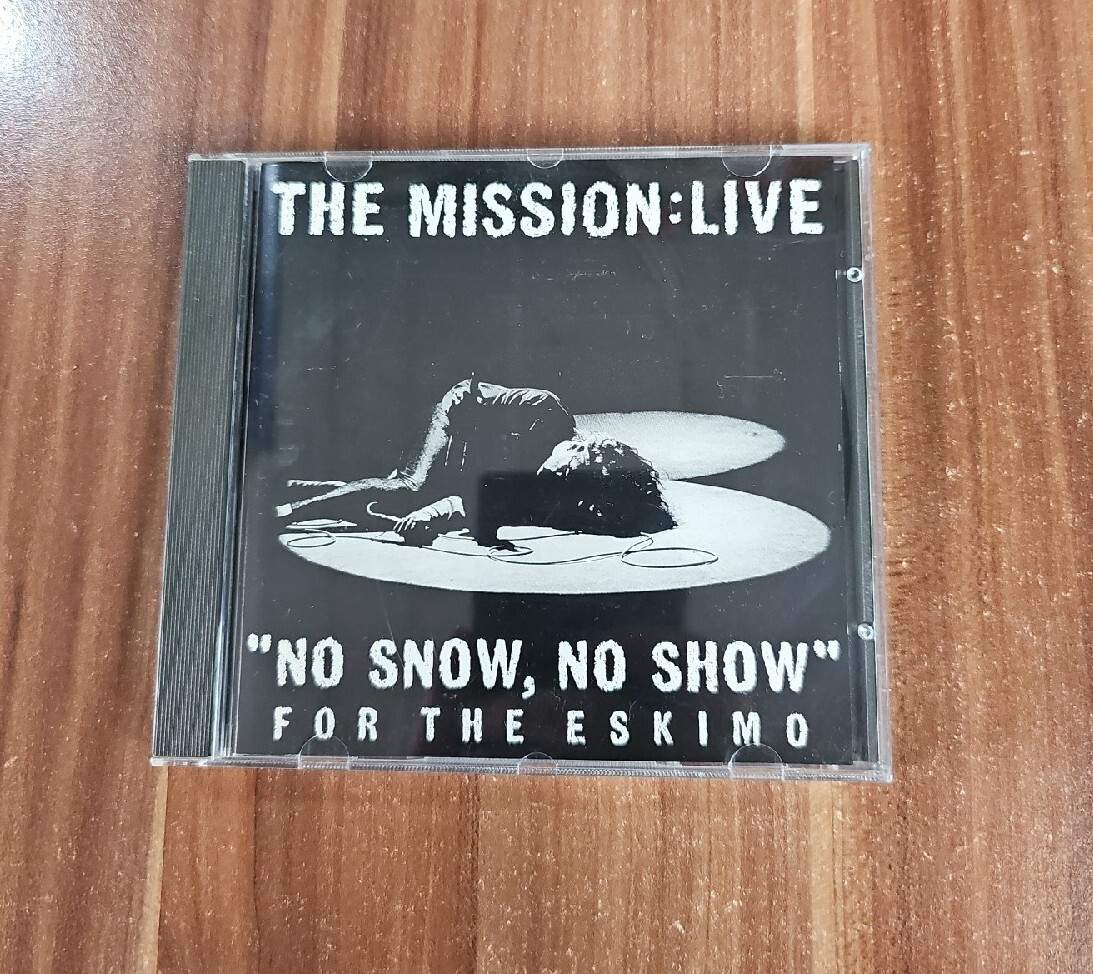 THE MISSION:LIVE
"NO SNOW, NO SHOW"
FOR THE ESKIMO